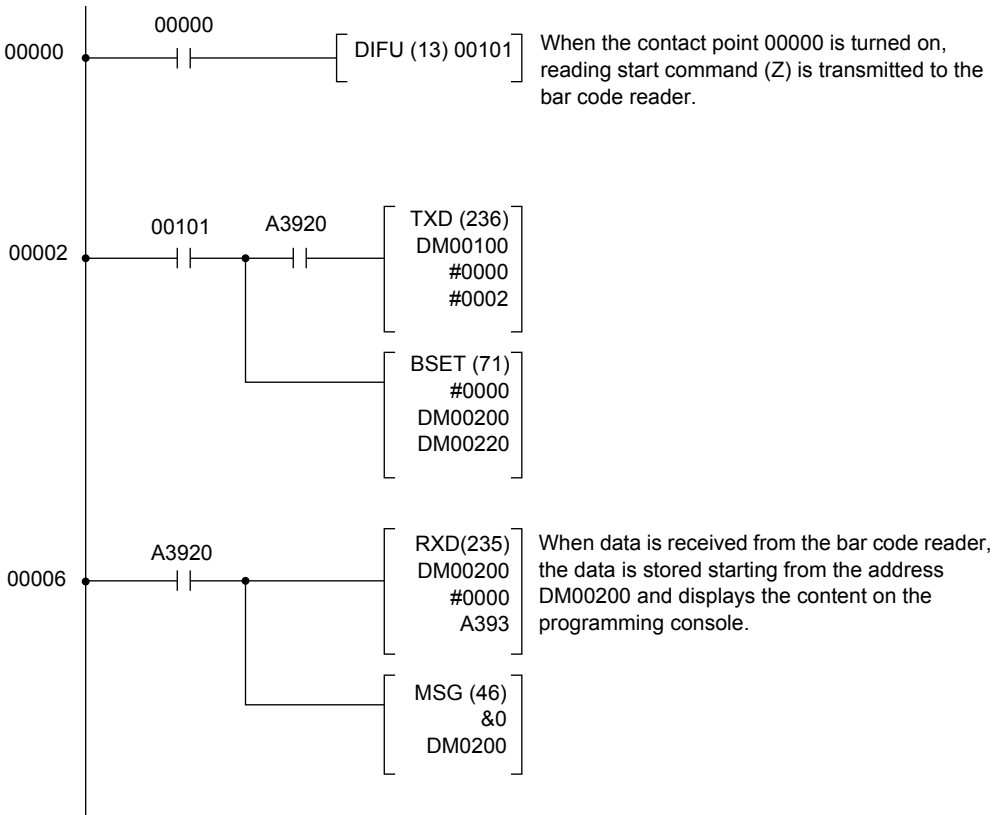 00000
00000
DIFU (13) 00101
When the contact point 00000 is turned on,
reading start command (Z) is transmitted to the
bar code reader.
00002
00101
A3920
TXD (236)
DM00100
#0000
#0002
BSET (71)
#0000
DM00200
DM00220
00006
A3920
RXD(235)
DM00200
#0000
A393
When data is received from the bar code reader,
the data is stored starting from the address
DM00200 and displays the content on the
programming console.
MSG (46)
&0
DM0200